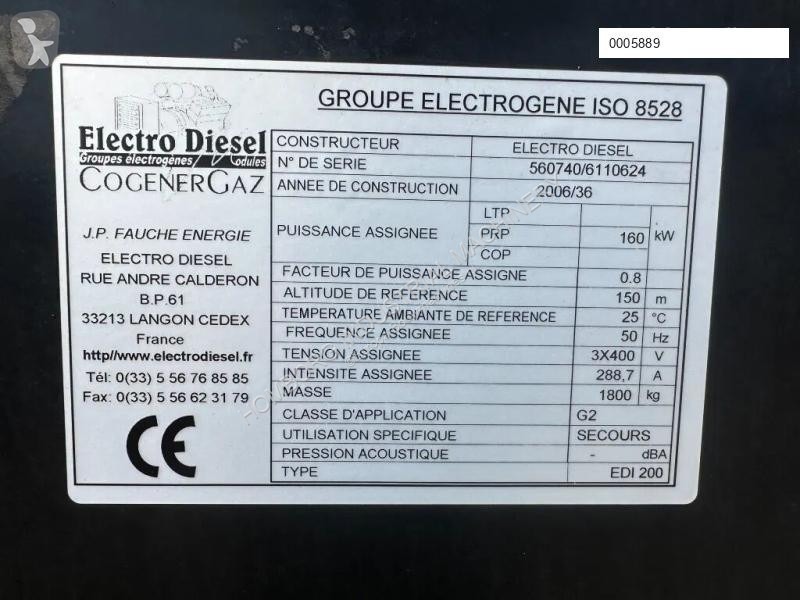 0005889
GROUPE ELECTROGENE ISO 8528
Electro Diesel
Groupes électrogènes Modules
COGENERGAZ
J.P. FAUCHE ENERGIE
ELECTRO DIESEL
RUE ANDRE CALDERON
B.P.61
33213 LANGON CEDEX
France
http//www.electrodiesel.fr
Tél: 0(33) 5 56 76 85 85
Fax: 0(33) 5 56 62 31 79
CE
CONSTRUCTEUR ELECTRO DIESEL
N° DE SERIE 560740/6110624
ANNEE DE CONSTRUCTION 2006/36
PUISSANCE ASSIGNEE LTP
PRP 160 kW
COP
FACTEUR DE PUISSANCE ASSIGNE 0.8
ALTITUDE DE REFERENCE 150 m
TEMPERATURE AMBIANTE DE REFERENCE 25 °C
FREQUENCE ASSIGNEE 50 Hz
TENSION ASSIGNEE 3X400 V
INTENSITE ASSIGNEE 288,7 A
MASSE 1800 kg
CLASSE D'APPLICATION G2
UTILISATION SPECIFIQUE SECOURS
PRESSION ACOUSTIQUE - dBA
TYPE EDI 200